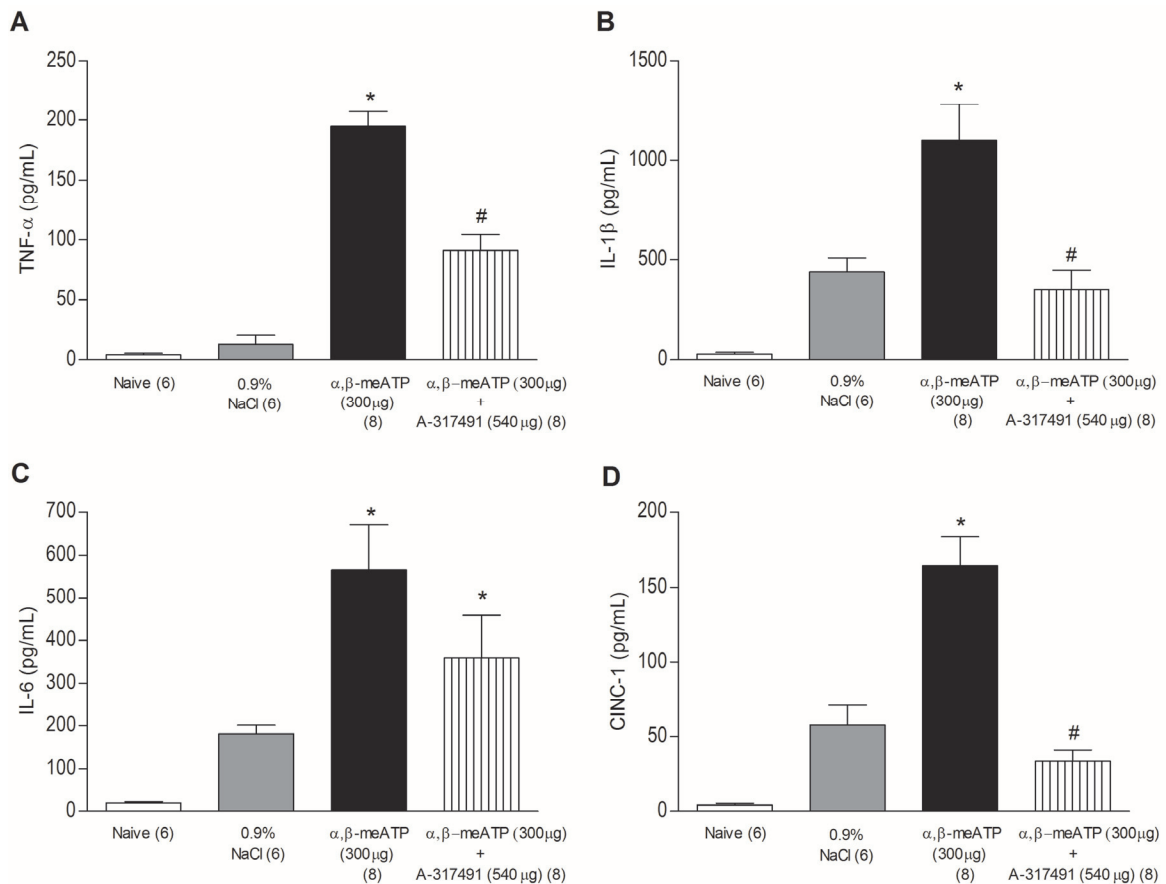 A
TNF-α (pg/mL)
250
200
150
100
50
0
*
#
Naive (6)
0.9%
NaCl (6)
α,β-meATP
(300μg)
(8)
α,β−meATP (300μg)
+
A-317491 (540 μg) (8)
B
IL-1β (pg/mL)
1500
1000
500
0
*
#
Naive (6)
0.9%
NaCl (6)
α,β-meATP
(300μg)
(8)
α,β−meATP (300μg)
+
A-317491 (540 μg) (8)
C
IL-6 (pg/mL)
700
600
500
400
300
200
100
0
*
*
Naive (6)
0.9%
NaCl (6)
α,β-meATP
(300μg)
(8)
α,β−meATP (300μg)
+
A-317491 (540 μg) (8)
D
CINC-1 (pg/mL)
200
150
100
50
0
*
#
Naive (6)
0.9%
NaCl (6)
α,β-meATP
(300μg)
(8)
α,β−meATP (300μg)
+
A-317491 (540 μg) (8)